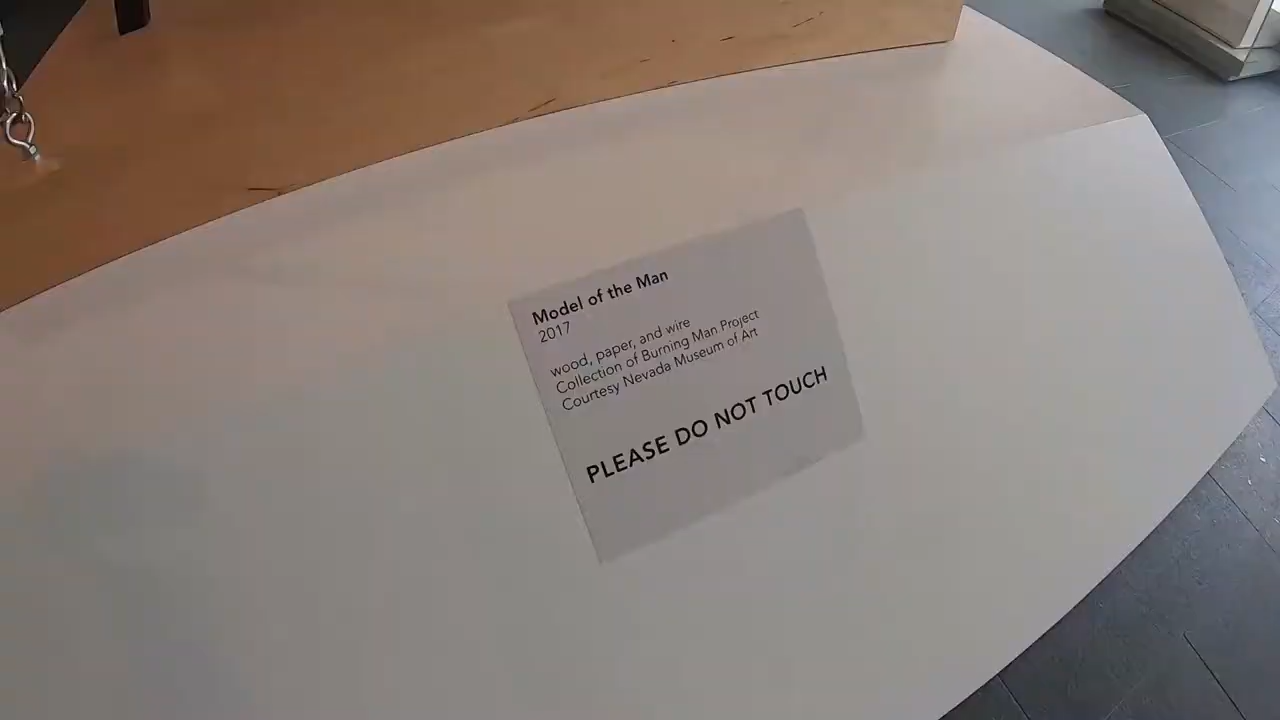 Model of the Man
2017
wood, paper, and wire
Collection of Burning Man Project
Courtesy Nevada Museum of Art
PLEASE DO NOT TOUCH